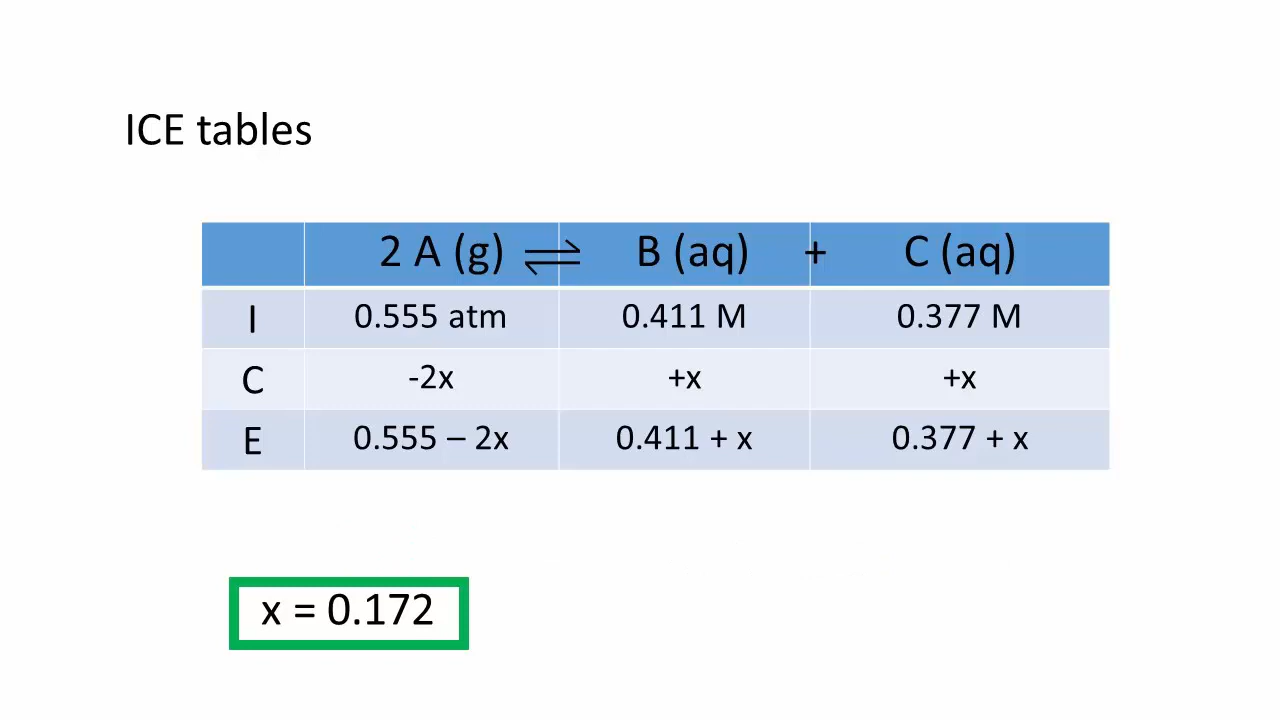 ICE tables
2 A (g) ⇌ B (aq) + C (aq)
I 0.555 atm 0.411 M 0.377 M
C -2x +x +x
E 0.555 – 2x 0.411 + x 0.377 + x
x = 0.172